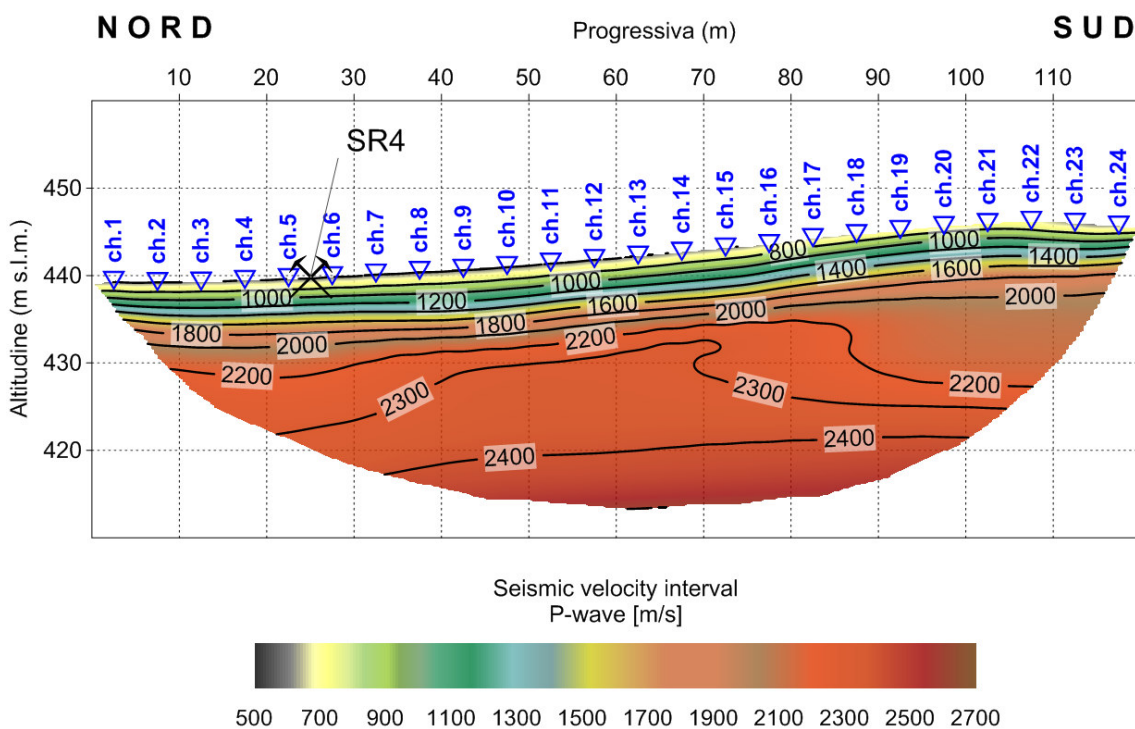 N O R D
Progressiva (m)
S U D
10 20 30 40 50 60 70 80 90 100 110
SR4
Altitudine (m s.l.m.)
450
440
430
420
ch.1 ch.2 ch.3 ch.4 ch.5 ch.6 ch.7 ch.8 ch.9 ch.10 ch.11 ch.12 ch.13 ch.14 ch.15 ch.16 ch.17 ch.18 ch.19 ch.20 ch.21 ch.22 ch.23 ch.24
800 1000
1000 1200 1000 1400 1600 1400
1800 2000 1800 1600 2000 2000
2200 2300 2200 2300 2200
2400 2400
Seismic velocity interval
P-wave [m/s]
500 700 900 1100 1300 1500 1700 1900 2100 2300 2500 2700